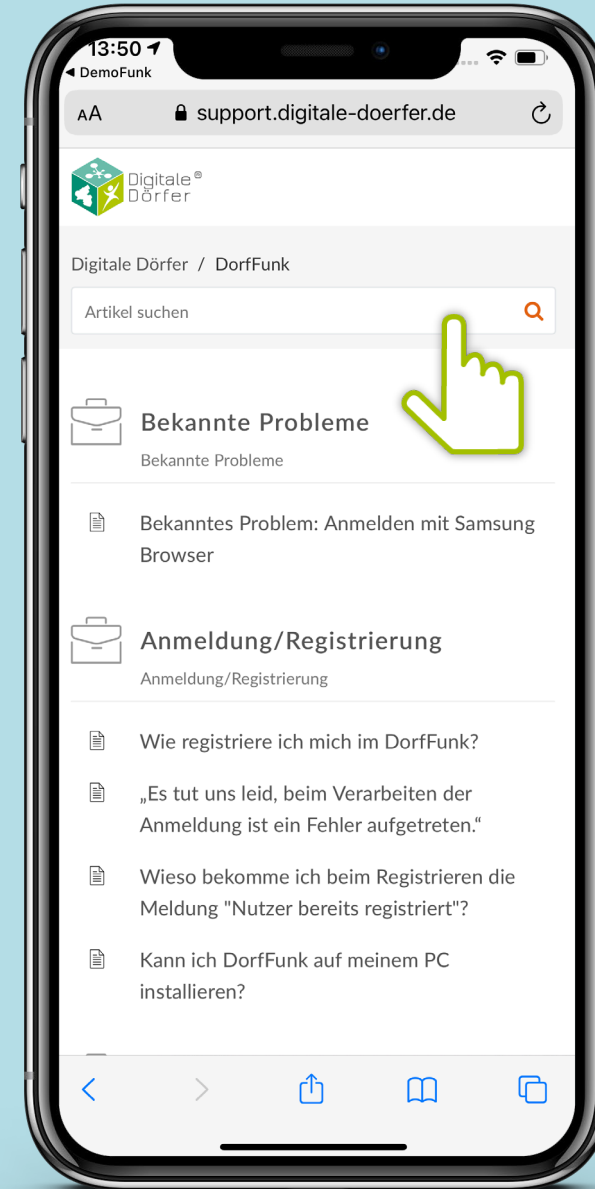 13:50
DemoFunk
AA support.digitale-doerfer.de
Digitale®
Dörfer
Digitale Dörfer / DorfFunk
Artikel suchen
Bekannte Probleme
Bekannte Probleme
Bekanntes Problem: Anmelden mit Samsung
Browser
Anmeldung/Registrierung
Anmeldung/Registrierung
Wie registriere ich mich im DorfFunk?
„Es tut uns leid, beim Verarbeiten der
Anmeldung ist ein Fehler aufgetreten.“
Wieso bekomme ich beim Registrieren die
Meldung "Nutzer bereits registriert"?
Kann ich DorfFunk auf meinem PC
installieren?